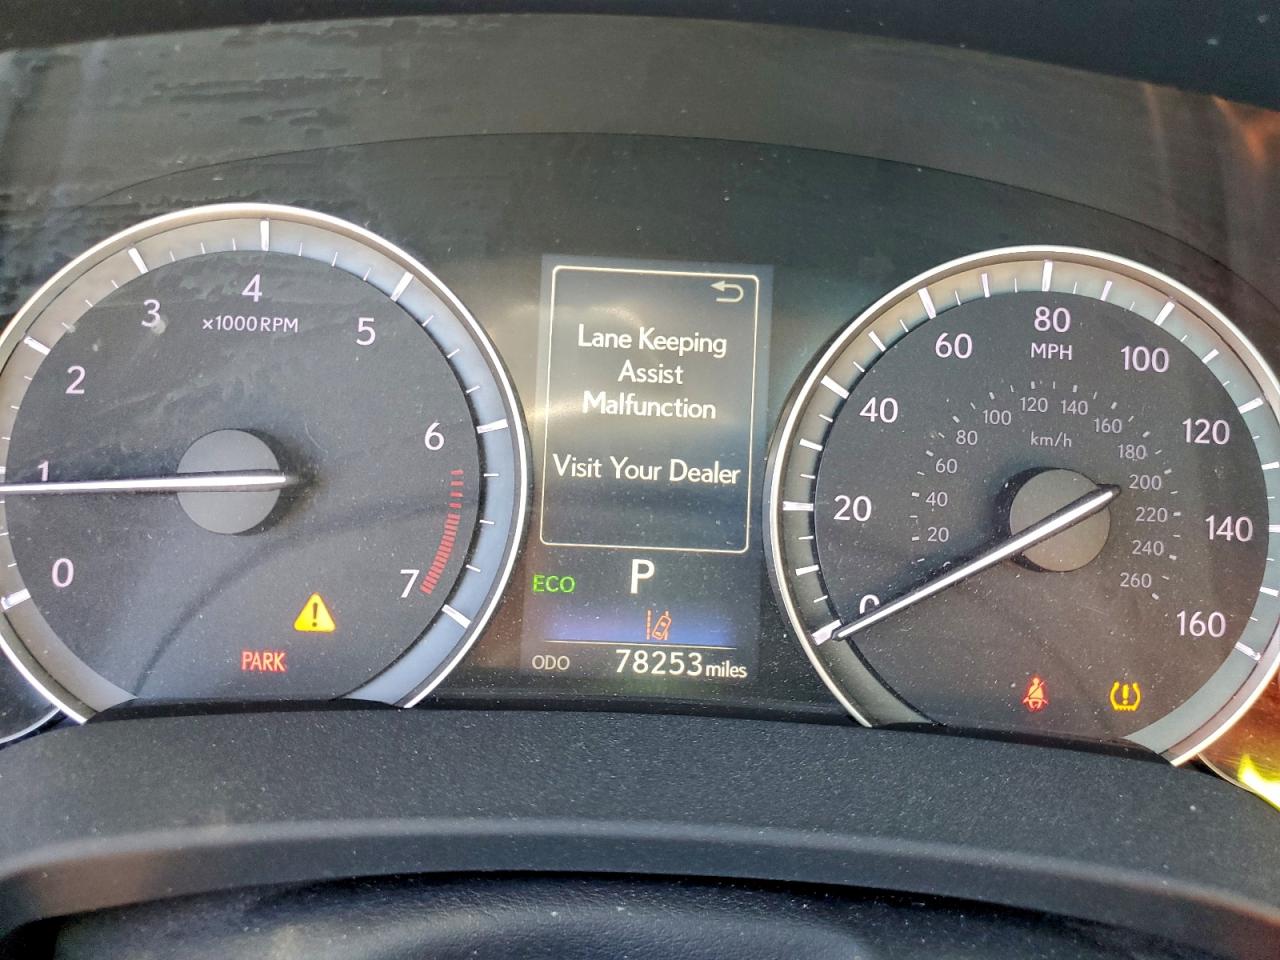 0
1
2
3
4
5
6
7
x1000RPM
PARK
Lane Keeping
Assist
Malfunction
Visit Your Dealer
ECO
P
ODO 78253 miles
0
20
40
60
80
100
120
140
160
MPH
km/h
20
40
60
80
100
120
140
160
180
200
220
240
260